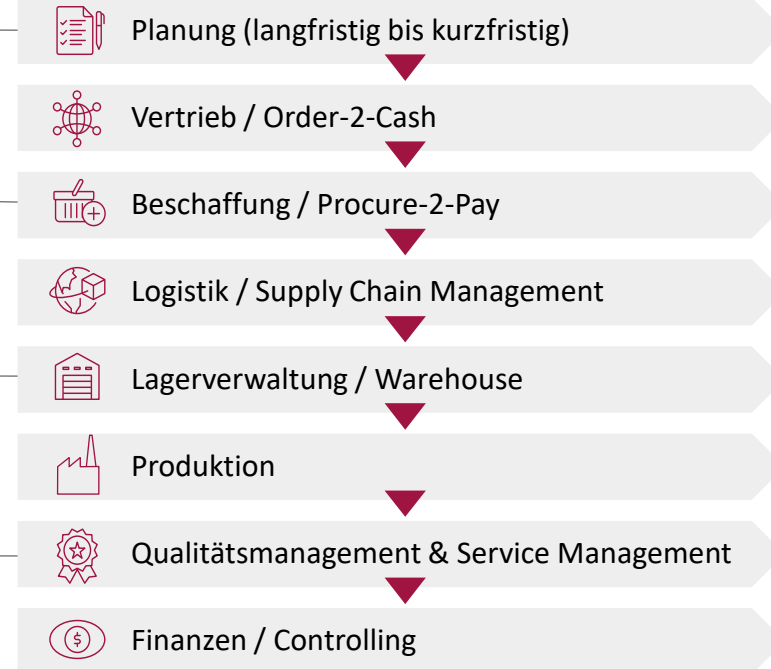 Planung (langfristig bis kurzfristig)
Vertrieb / Order-2-Cash
Beschaffung / Procure-2-Pay
Logistik / Supply Chain Management
Lagerverwaltung / Warehouse
Produktion
Qualitätsmanagement & Service Management
Finanzen / Controlling